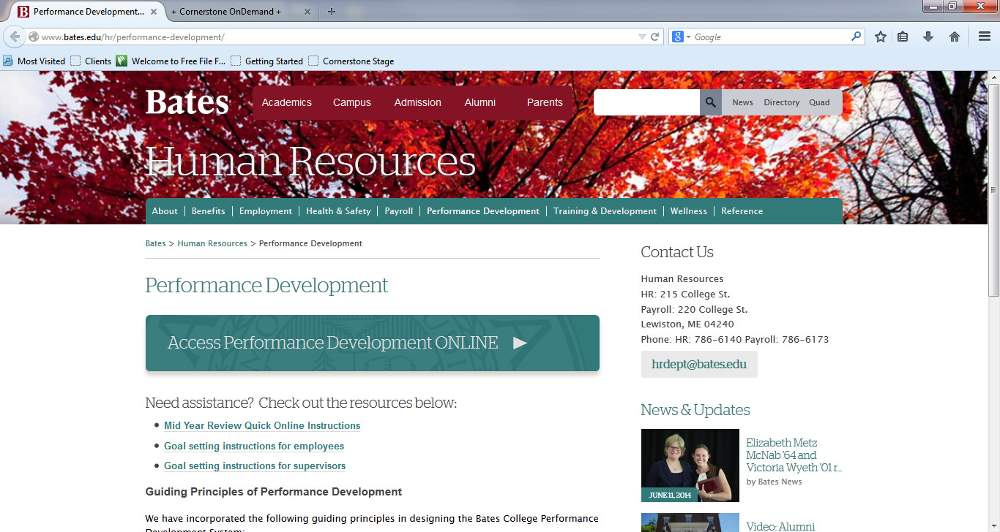 Performance Development...
+ Cornerstone OnDemand +
www.bates.edu/hr/performance-development/
Google
Most Visited
Clients
Welcome to Free File F...
Getting Started
Cornerstone Stage
Bates
Academics
Campus
Admission
Alumni
Parents
News
Directory
Quad
Human Resources
About
Benefits
Employment
Health & Safety
Payroll
Performance Development
Training & Development
Wellness
Reference
Bates > Human Resources > Performance Development
Performance Development
Access Performance Development ONLINE
Need assistance? Check out the resources below:
Mid Year Review Quick Online Instructions
Goal setting instructions for employees
Goal setting instructions for supervisors
Guiding Principles of Performance Development
We have incorporated the following guiding principles in designing the Bates College Performance
Development System:
Contact Us
Human Resources
HR: 215 College St.
Payroll: 220 College St.
Lewiston, ME 04240
Phone: HR: 786-6140 Payroll: 786-6173
hrdept@bates.edu
News & Updates
JUNE 11, 2014
Elizabeth Metz
McNab '64 and
Victoria Wyeth '01 r...
by Bates News
Video: Alumni